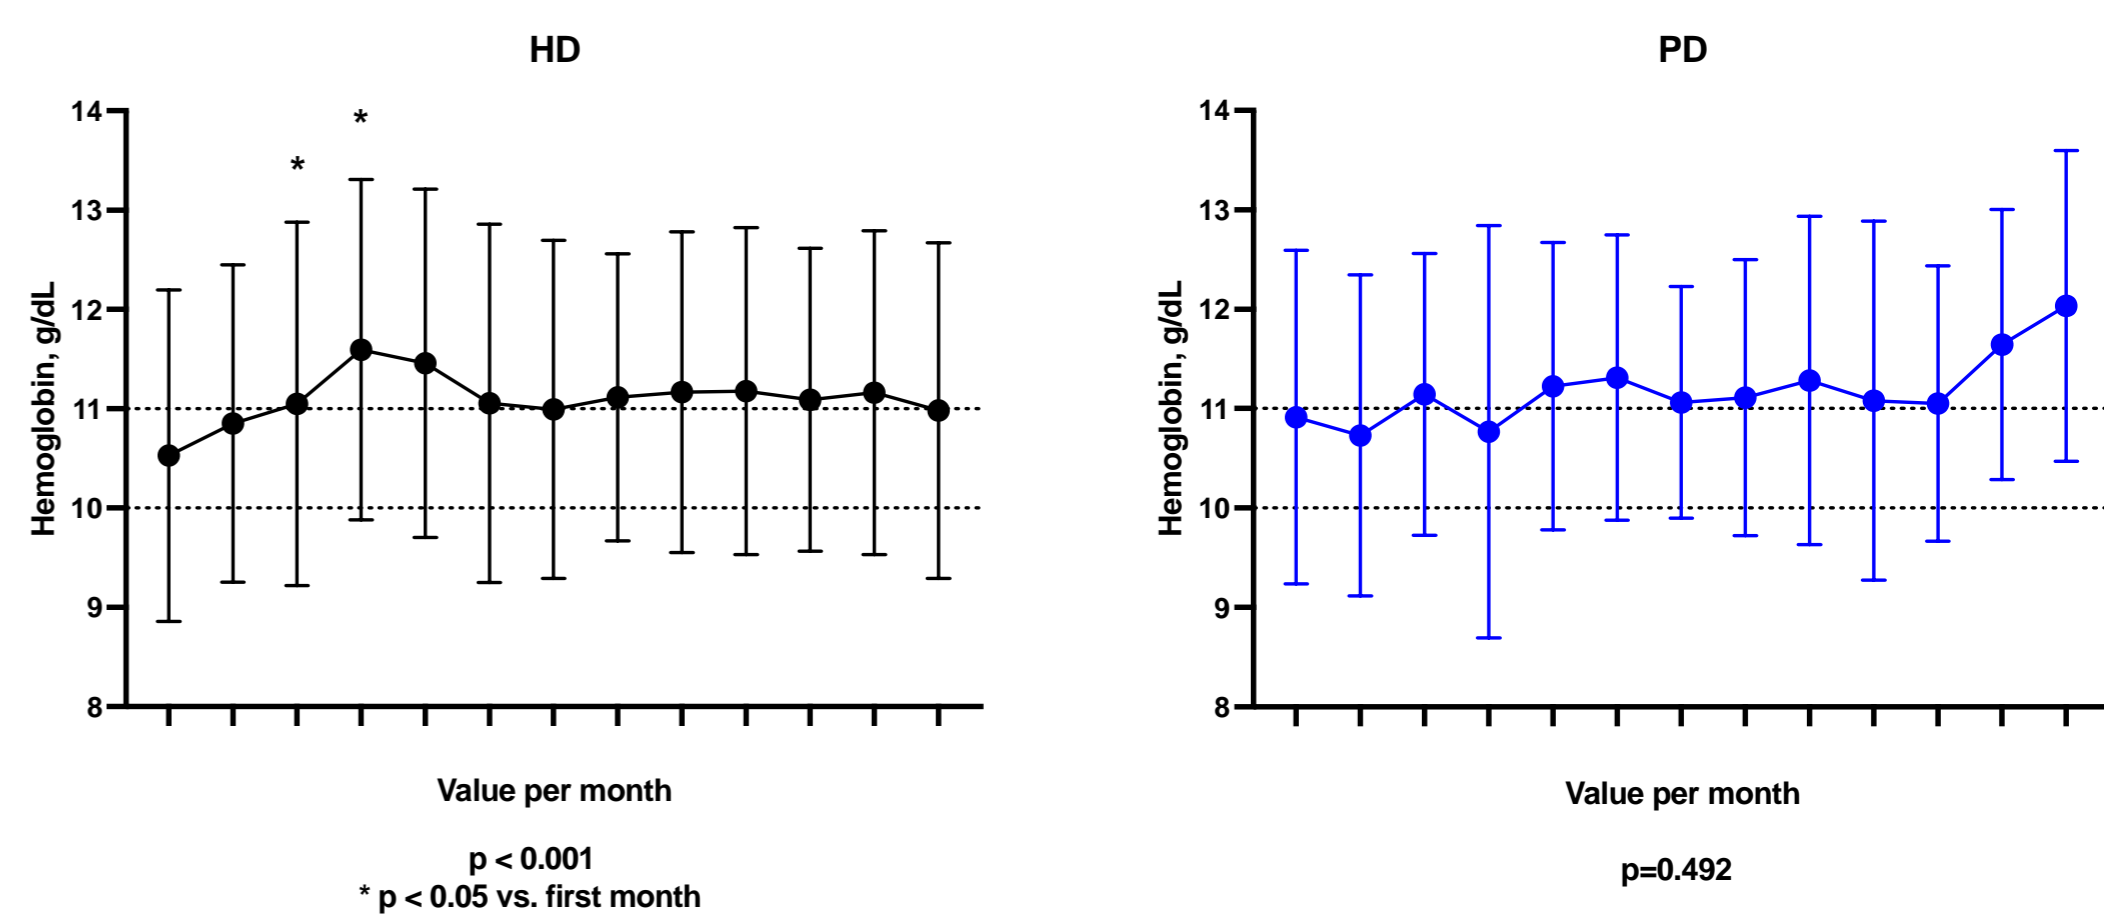 HD
14
13
12
11
10
9
8
Hemoglobin, g/dL
*
*
Value per month
p < 0.001
* p < 0.05 vs. first month
PD
14
13
12
11
10
9
8
Hemoglobin, g/dL
Value per month
p=0.492